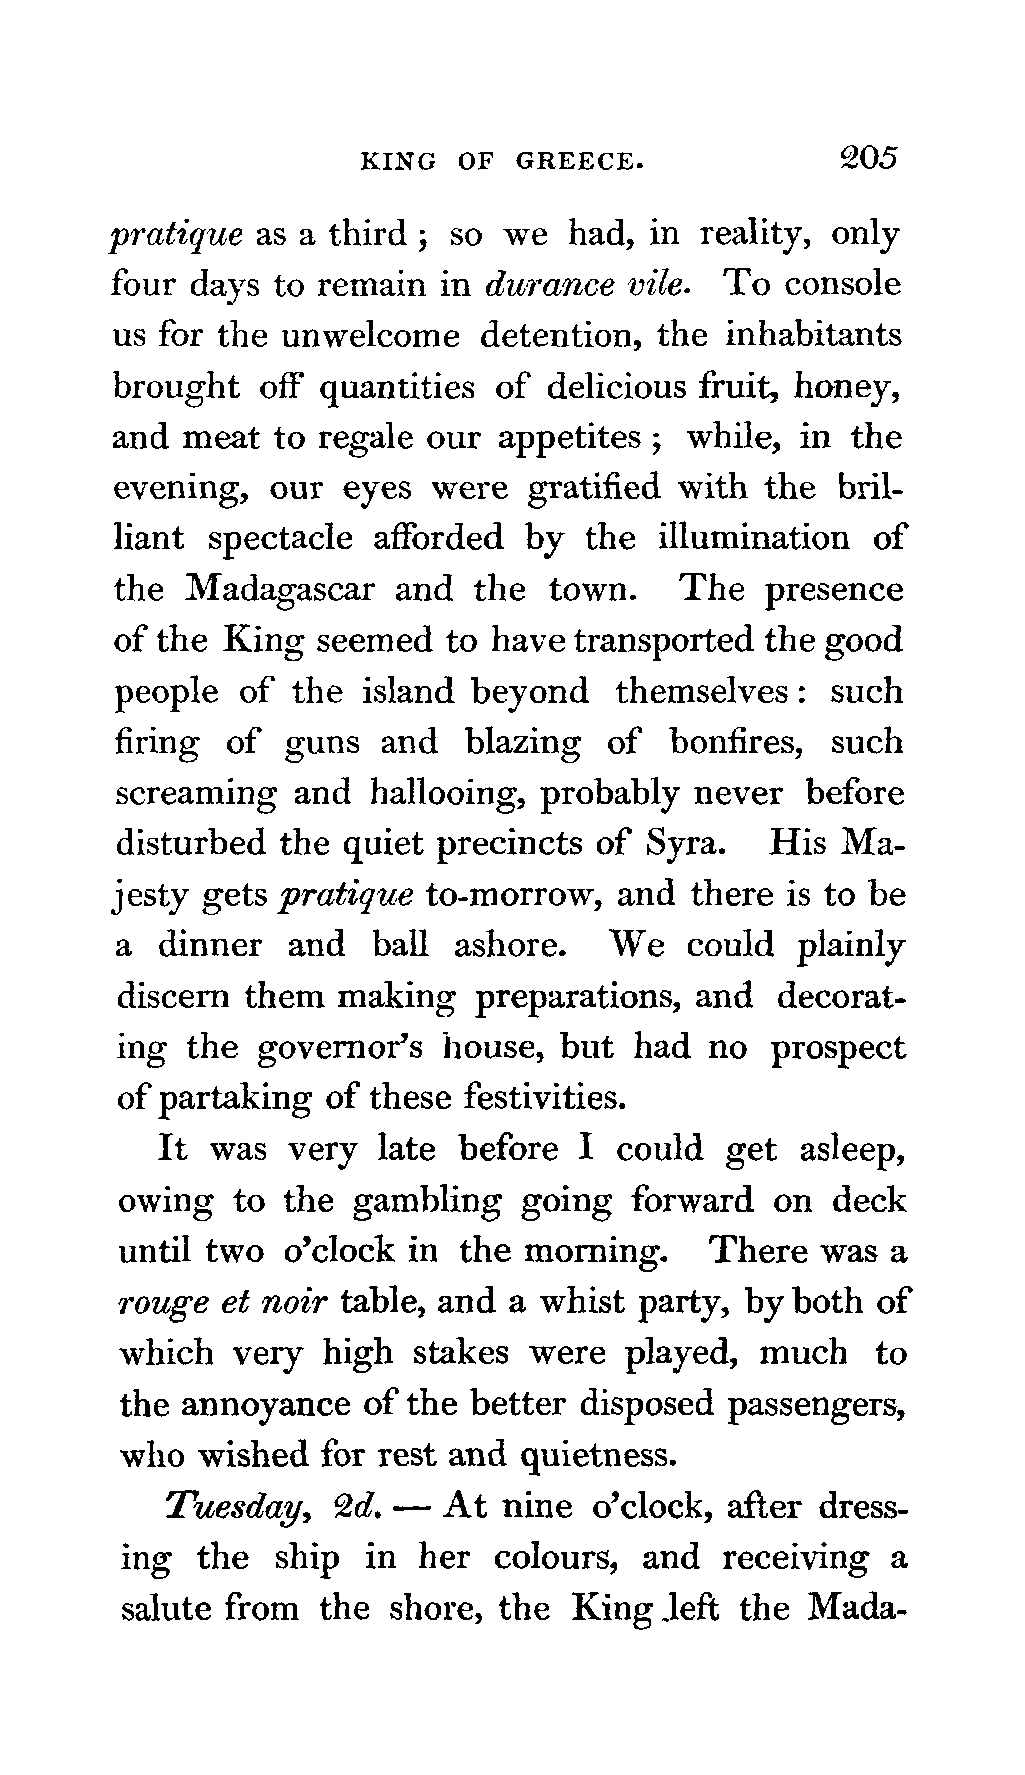 KING OF GREECE. 205
pratique as a third ; so we had, in reality, only
four days to remain in durance vile. To console
us for the unwelcome detention, the inhabitants
brought off quantities of delicious fruit, honey,
and meat to regale our appetites ; while, in the
evening, our eyes were gratified with the bril-
liant spectacle afforded by the illumination of
the Madagascar and the town. The presence
of the King seemed to have transported the good
people of the island beyond themselves : such
firing of guns and blazing of bonfires, such
screaming and hallooing, probably never before
disturbed the quiet precincts of Syra. His Ma-
jesty gets pratique to-morrow, and there is to be
a dinner and ball ashore. We could plainly
discern them making preparations, and decorat-
ing the governor's house, but had no prospect
of partaking of these festivities.
It was very late before I could get asleep,
owing to the gambling going forward on deck
until two o'clock in the morning. There was a
rouge et noir table, and a whist party, by both of
which very high stakes were played, much to
the annoyance of the better disposed passengers,
who wished for rest and quietness.
Tuesday, 2d. — At nine o'clock, after dress-
ing the ship in her colours, and receiving a
salute from the shore, the King left the Mada-